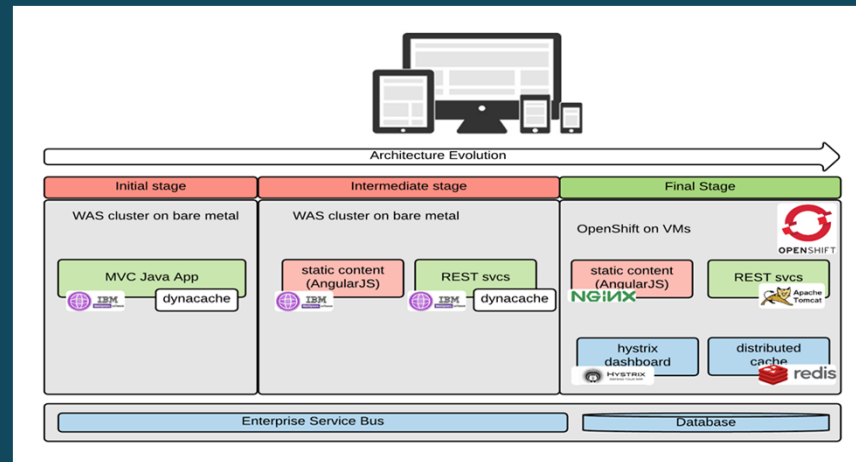 Architecture Evolution
Initial stage
Intermediate stage
Final Stage
WAS cluster on bare metal
WAS cluster on bare metal
OpenShift on VMs
OPENSHIFT
MVC Java App
IBM
dynacache
static content
(AngularJS)
IBM
REST svcs
IBM
dynacache
static content
(AngularJS)
NGINX
REST svcs
Apache
Tomcat
hystrix
dashboard
HYSTRIX
distributed
cache
redis
Enterprise Service Bus
Database